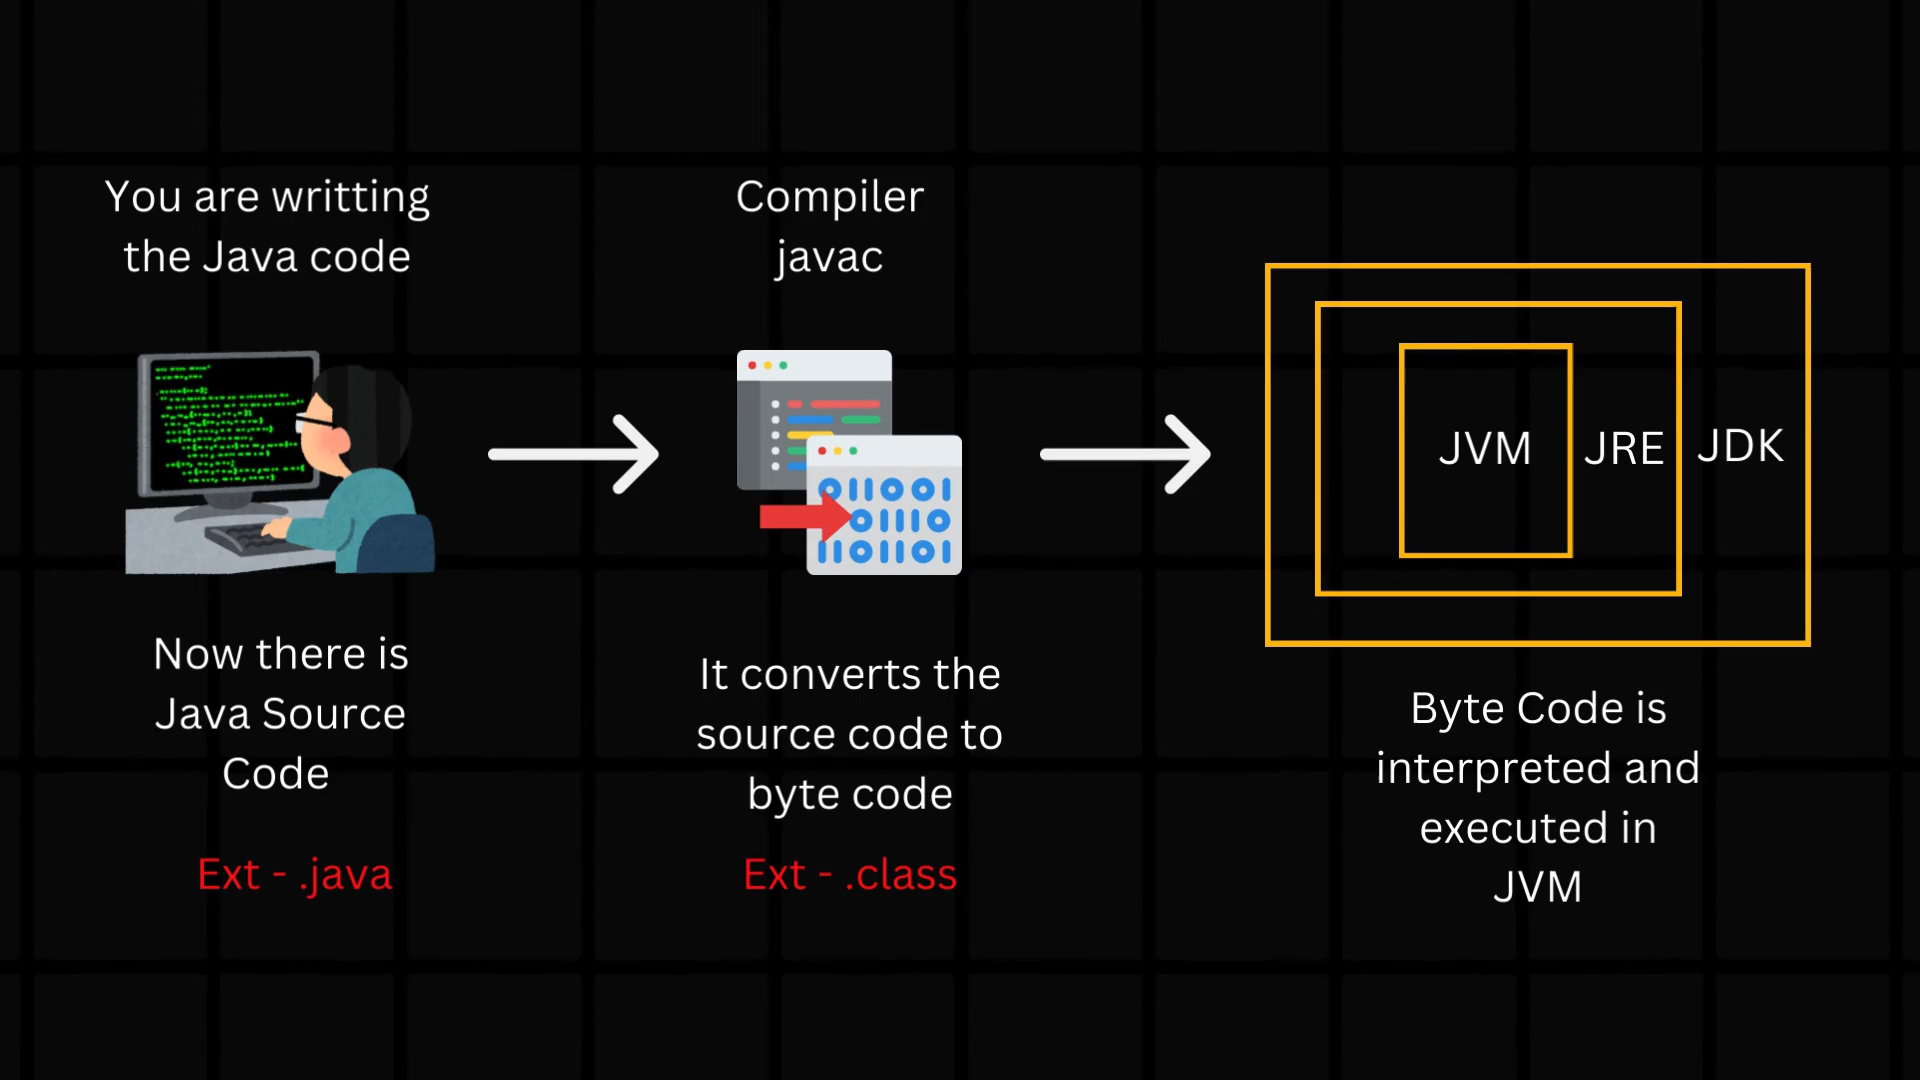 You are writting
the Java code
Now there is
Java Source
Code
Ext - .java
Compiler
javac
It converts the
source code to
byte code
Ext - .class
JVM
JRE
JDK
Byte Code is
interpreted and
executed in
JVM